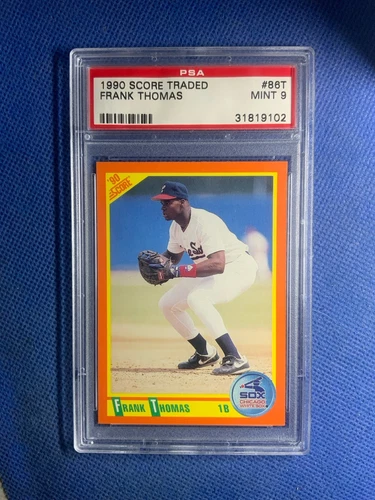 PSA
1990 SCORE TRADED #86T
FRANK THOMAS MINT 9
31819102
'90
SCORE
Sox
FRANK THOMAS 1B
SOX
CHICAGO
WHITE SOX